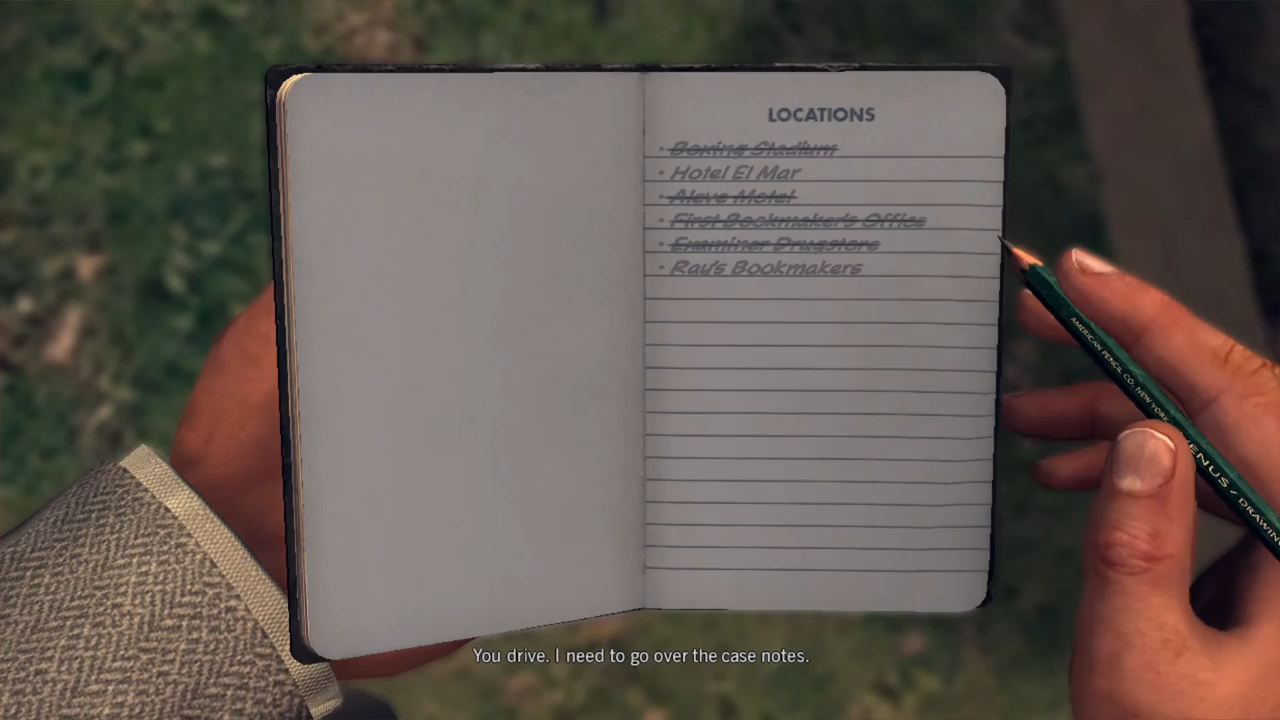 LOCATIONS
• Boxing Stadium
• Hotel El Mar
• Aleve Motel
• First Bookmaker's Office
• Examiner Drugstore
• Ray's Bookmakers
AMERICAN PENCIL CO. NEW YORK
VENUS / DRAWING
You drive. I need to go over the case notes.